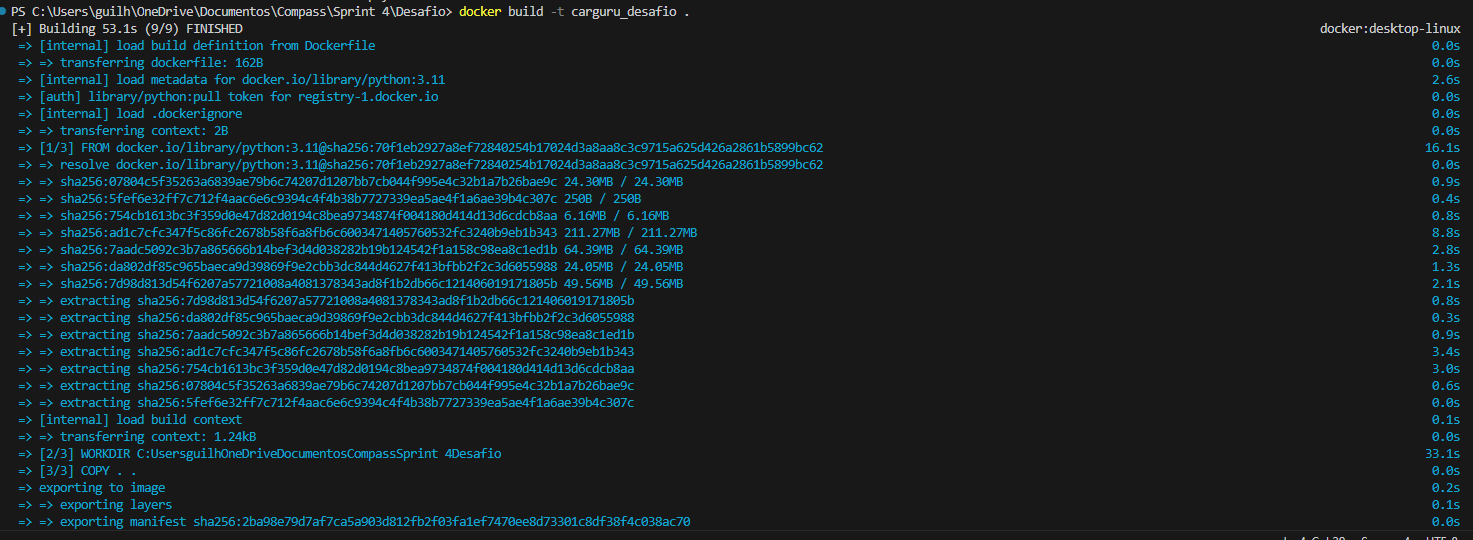 PS C:\Users\guilh\OneDrive\Documentos\Compass\Sprint 4\Desafio> docker build -t carguru_desafio .
[+] Building 53.1s (9/9) FINISHED docker:desktop-linux
=> [internal] load build definition from Dockerfile 0.0s
=> => transferring dockerfile: 162B 0.0s
=> [internal] load metadata for docker.io/library/python:3.11 2.6s
=> [auth] library/python:pull token for registry-1.docker.io 0.0s
=> [internal] load .dockerignore 0.0s
=> => transferring context: 2B 0.0s
=> [1/3] FROM docker.io/library/python:3.11@sha256:70f1eb2927a8ef72840254b17024d3a8aa8c3c9715a625d426a2861b5899bc62 16.1s
=> => resolve docker.io/library/python:3.11@sha256:70f1eb2927a8ef72840254b17024d3a8aa8c3c9715a625d426a2861b5899bc62 0.0s
=> => sha256:07804c5f35263a6839ae79b6c74207d1207bb7cb044f995e4c32b1a7b26bae9c 24.30MB / 24.30MB 0.9s
=> => sha256:5fef6e32ff7c712f4aac6e6c9394c4f4b38b7727339ea5ae4f1a6ae39b4c307c 250B / 250B 0.4s
=> => sha256:754cb1613bc3f359d0e47d82d0194c8bea9734874f004180d414d13d6cdcb8aa 6.16MB / 6.16MB 0.8s
=> => sha256:ad1c7cfc347f5c86fc2678b58f6a8fb6c6003471405760532fc3240b9eb1b343 211.27MB / 211.27MB 8.8s
=> => sha256:7aadc5092c3b7a865666b14bef3d4d038282b19b124542f1a158c98ea8c1ed1b 64.39MB / 64.39MB 2.8s
=> => sha256:da802df85c965baeca9d39869f9e2cbb3dc844d4627f413bfbb2f2c3d6055988 24.05MB / 24.05MB 1.3s
=> => sha256:7d98d813d54f6207a57721008a4081378343ad8f1b2db66c121406019171805b 49.56MB / 49.56MB 2.1s
=> => extracting sha256:7d98d813d54f6207a57721008a4081378343ad8f1b2db66c121406019171805b 0.8s
=> => extracting sha256:da802df85c965baeca9d39869f9e2cbb3dc844d4627f413bfbb2f2c3d6055988 0.3s
=> => extracting sha256:7aadc5092c3b7a865666b14bef3d4d038282b19b124542f1a158c98ea8c1ed1b 0.9s
=> => extracting sha256:ad1c7cfc347f5c86fc2678b58f6a8fb6c6003471405760532fc3240b9eb1b343 3.4s
=> => extracting sha256:754cb1613bc3f359d0e47d82d0194c8bea9734874f004180d414d13d6cdcb8aa 3.0s
=> => extracting sha256:07804c5f35263a6839ae79b6c74207d1207bb7cb044f995e4c32b1a7b26bae9c 0.6s
=> => extracting sha256:5fef6e32ff7c712f4aac6e6c9394c4f4b38b7727339ea5ae4f1a6ae39b4c307c 0.0s
=> [internal] load build context 0.1s
=> => transferring context: 1.24kB 0.0s
=> [2/3] WORKDIR C:UsersguilhOneDriveDocumentosCompassSprint 4Desafio 33.1s
=> [3/3] COPY . . 0.0s
=> exporting to image 0.2s
=> => exporting layers 0.1s
=> => exporting manifest sha256:2ba98e79d7af7ca5a903d812fb2f03fa1ef7470ee8d73301c8df38f4c038ac70 0.0s